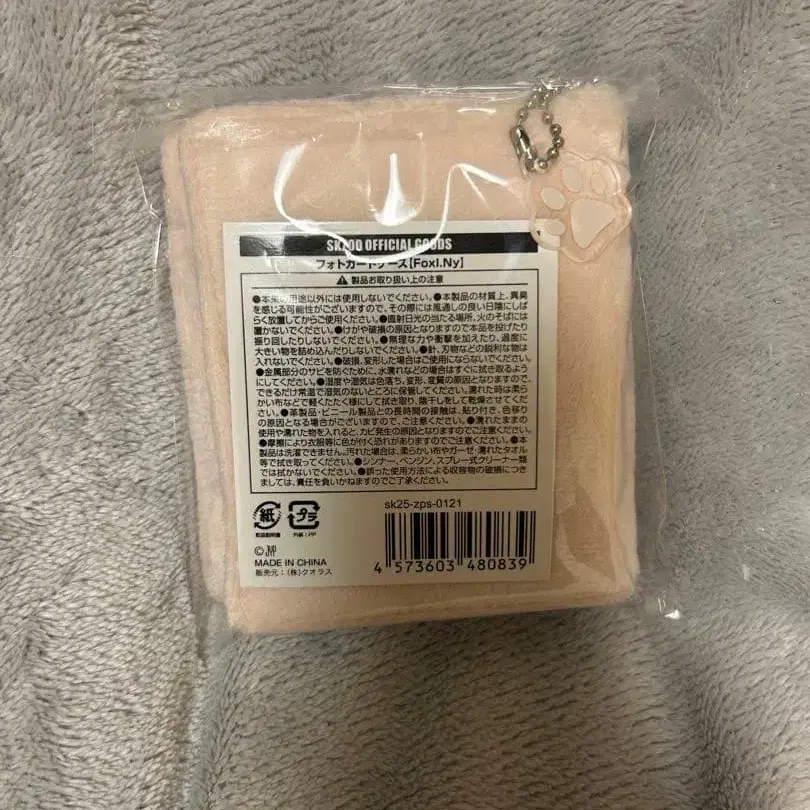 SKZOO OFFICIAL GOODS
フォトカードケース【FoxI.Ny】
製品お取り扱い上の注意
●本来の用途以外には使用しないでください。●本製品の材質上、異臭
を感じる可能性がございますので、その際には風通しの良い日陰にしば
らく放置してからご使用ください。●直射日光の当たる場所、火のそばには
置かないでください。●けがや破損の原因となりますので本品を投げたり
振り回したりしないでください。●無理な力や衝撃を加えたり、過度に
大きい物を詰め込んだりしないでください。●針、刃物などの鋭利な物は
入れないでください。●破損、変形した場合はご使用にならないでください。
●金属部分のサビを防ぐために、水濡れなどの場合はすぐに拭き取るよう
にしてください。●湿度や湿気は色落ち、変形、変質の原因となりますので、
できるだけ常温で湿気のないところに保管してください。濡れた時は柔ら
かい布などで軽くたたく様にして拭き取り、陰干しをして乾燥させてくだ
さい。●革製品・ビニール製品との長時間の接触は、貼り付き、色移り
の原因となる場合がございますので、ご注意ください。●濡れたままの
使用や濡れた物を入れると、カビ発生の原因となりますのでご注意ください。
●摩擦により衣服等に色が付く恐れがありますのでご注意ください。●本
製品は洗濯できません。汚れた場合は、柔らかい布やガーゼ・濡れたタオル
等で拭き取ってください。●シンナー、ベンジン、スプレー式クリーナー類
では拭かないでください。●誤った使用方法による収容物の破損につき
ましては、責任を負いかねますのでご了承ください。
sk25-zps-0121
紙 プラ
取扱説明書 外袋:PP
© JYP
MADE IN CHINA
販売元:(株)クオラス
4 573603 480839